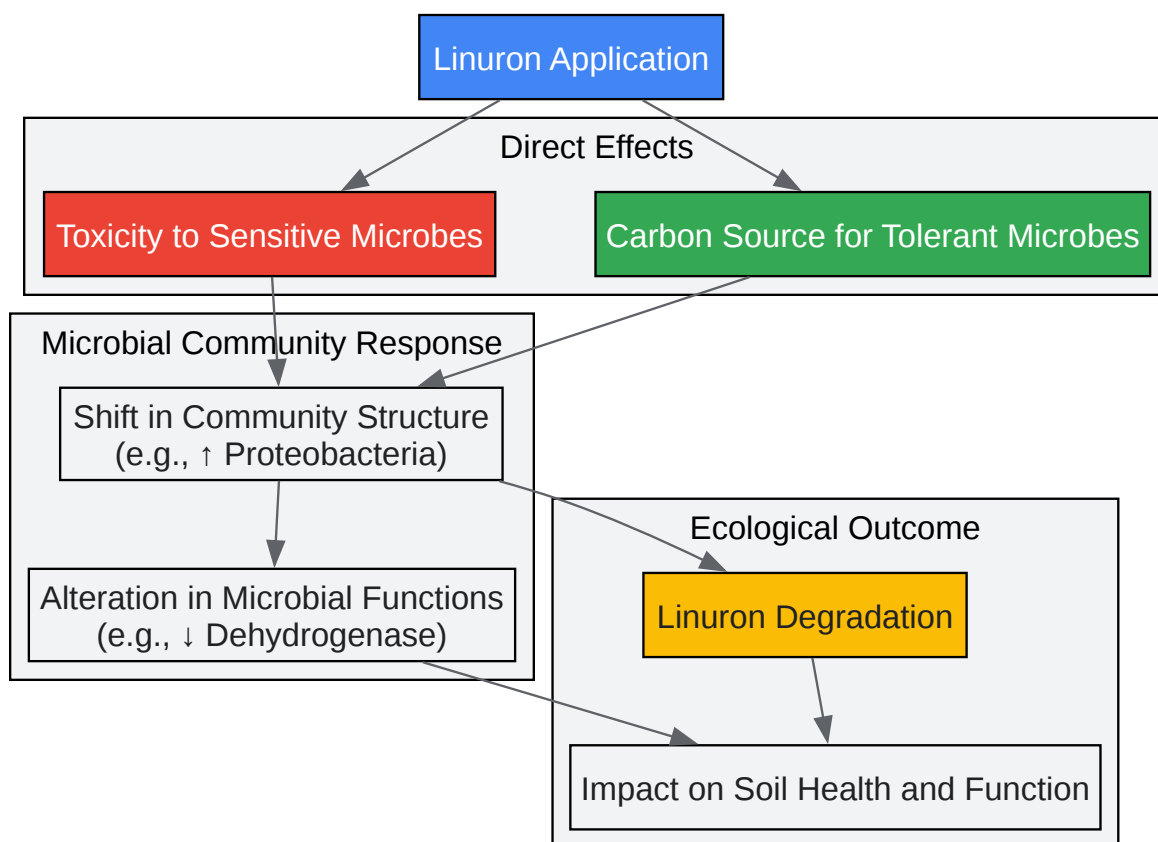 Linuron Application
Direct Effects
Toxicity to Sensitive Microbes
Carbon Source for Tolerant Microbes
Microbial Community Response
Shift in Community Structure
(e.g., ↑ Proteobacteria)
Ecological Outcome
Alteration in Microbial Functions
(e.g., ↓ Dehydrogenase)
Linuron Degradation
Impact on Soil Health and Function